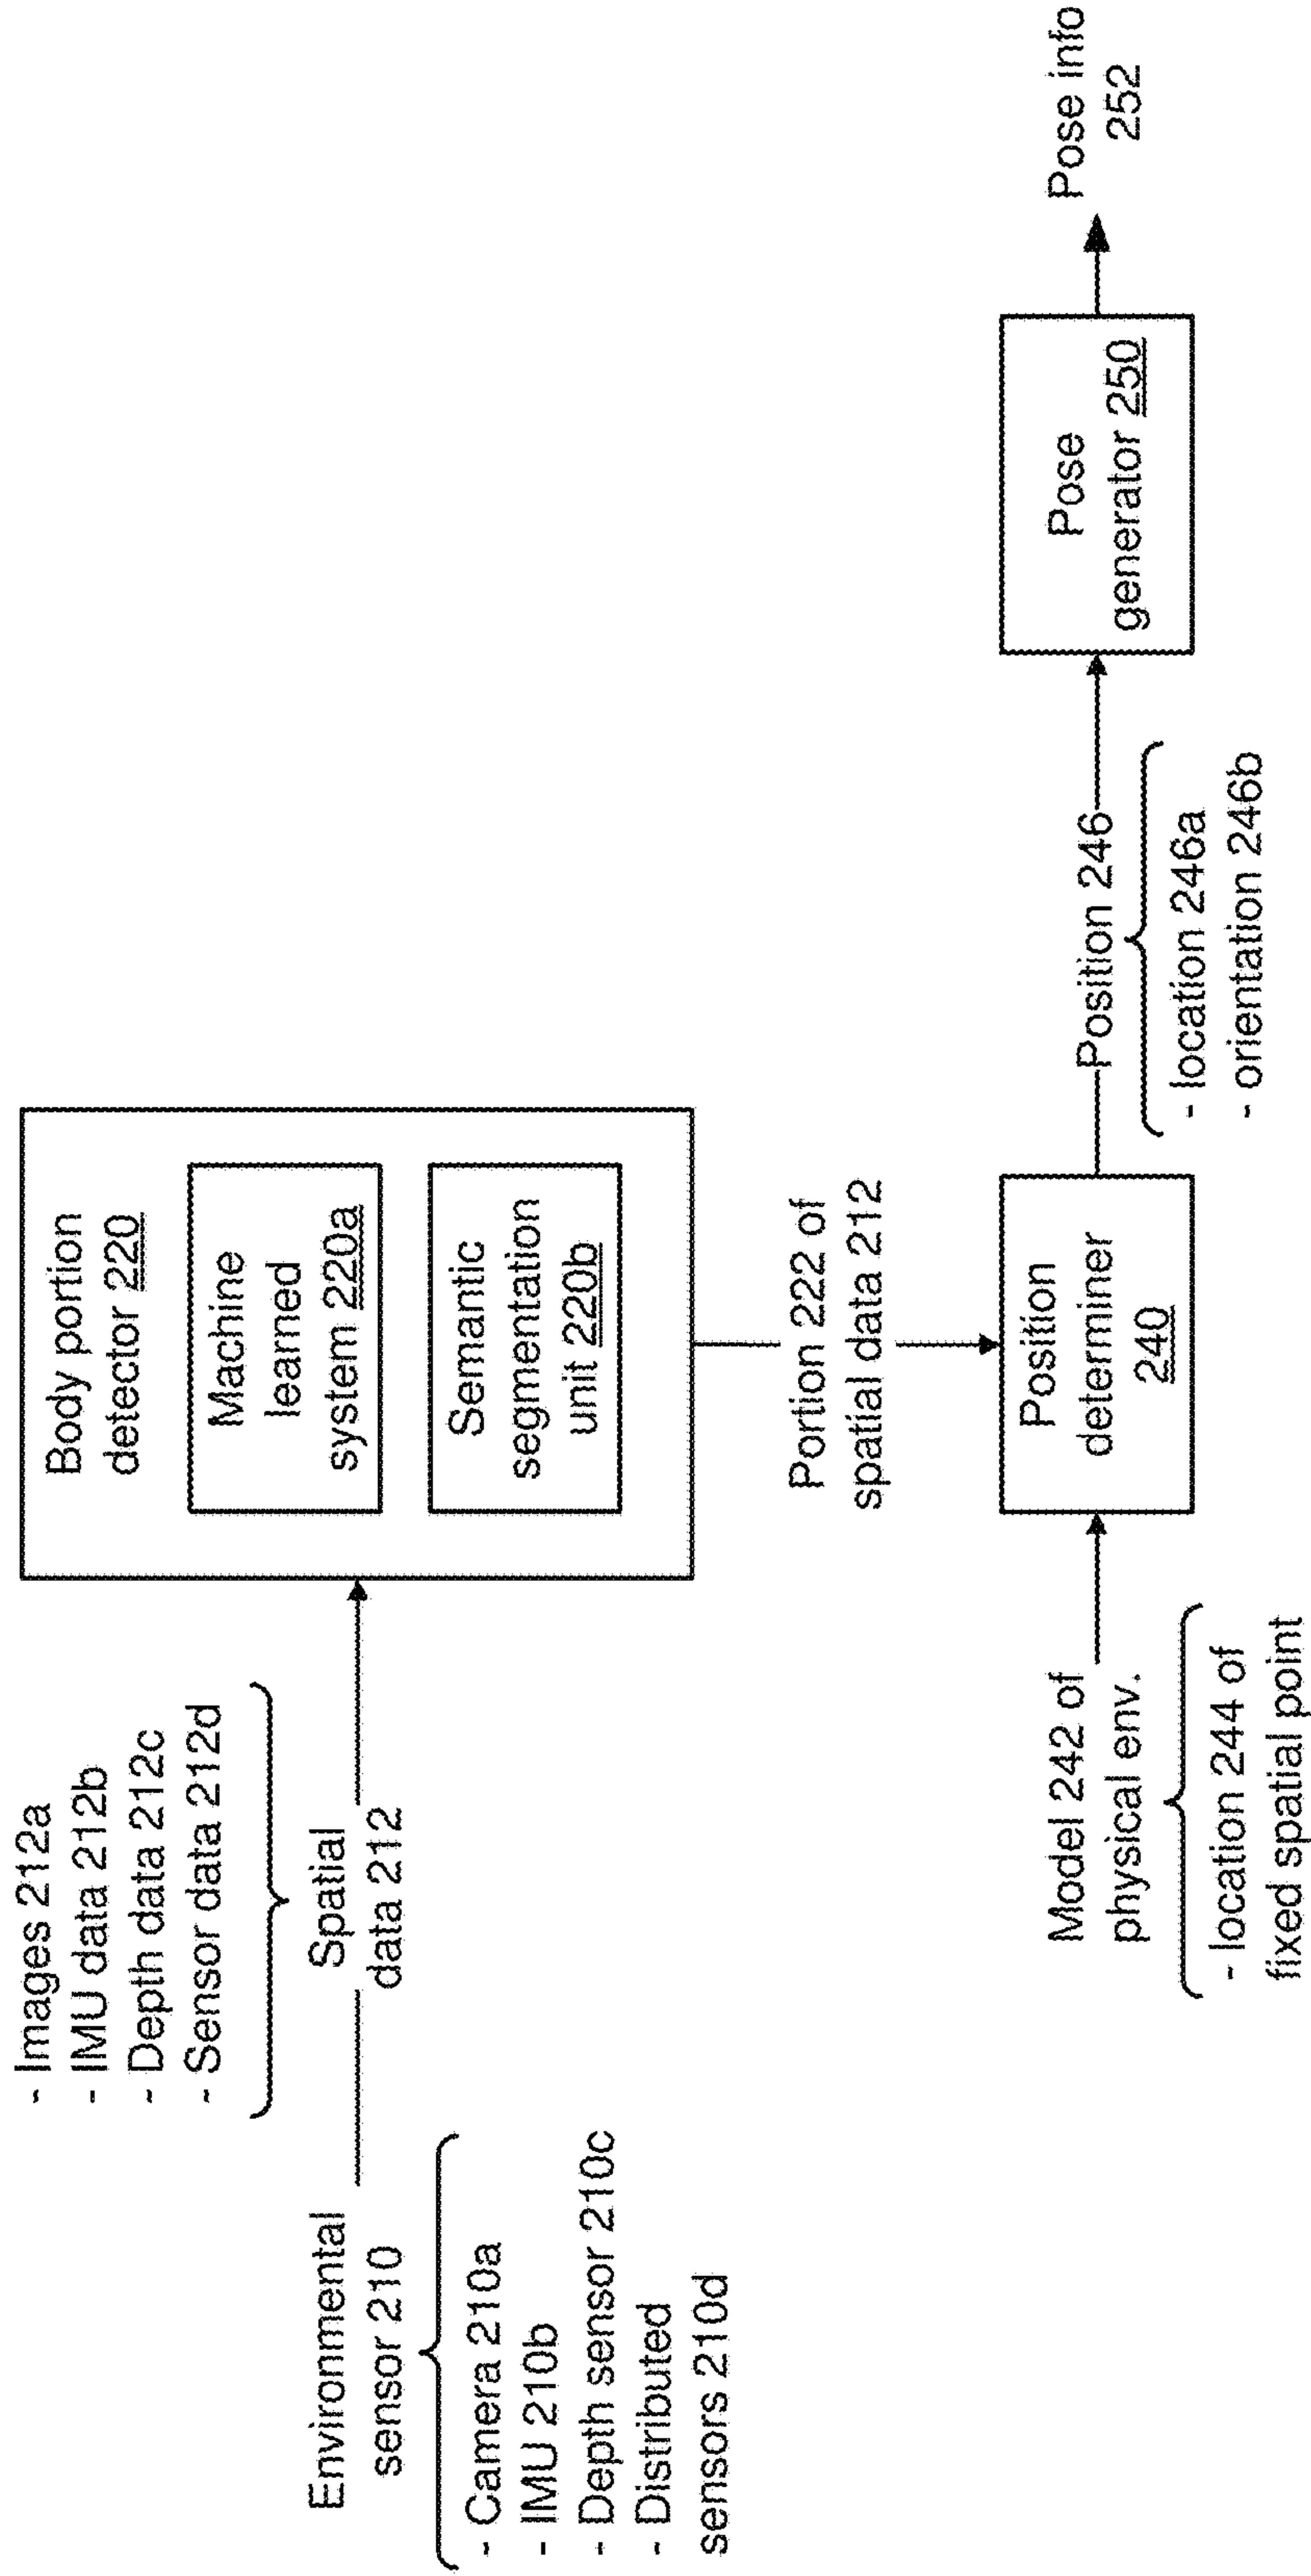 - Images 212a
- IMU data 212b
- Depth data 212c
- Sensor data 212d
Environmental
sensor 210
- Camera 210a
- IMU 210b
- Depth sensor 210c
- Distributed
sensors 210d
Spatial
data 212
Body portion
detector 220
Machine
learned
system 220a
Semantic
segmentation
unit 220b
Portion 222 of
spatial data 212
Model 242 of
physical env.
- location 244 of
fixed spatial point
Position
determiner
240
Position 246
- location 246a
- orientation 246b
Pose
generator 250
Pose info
252